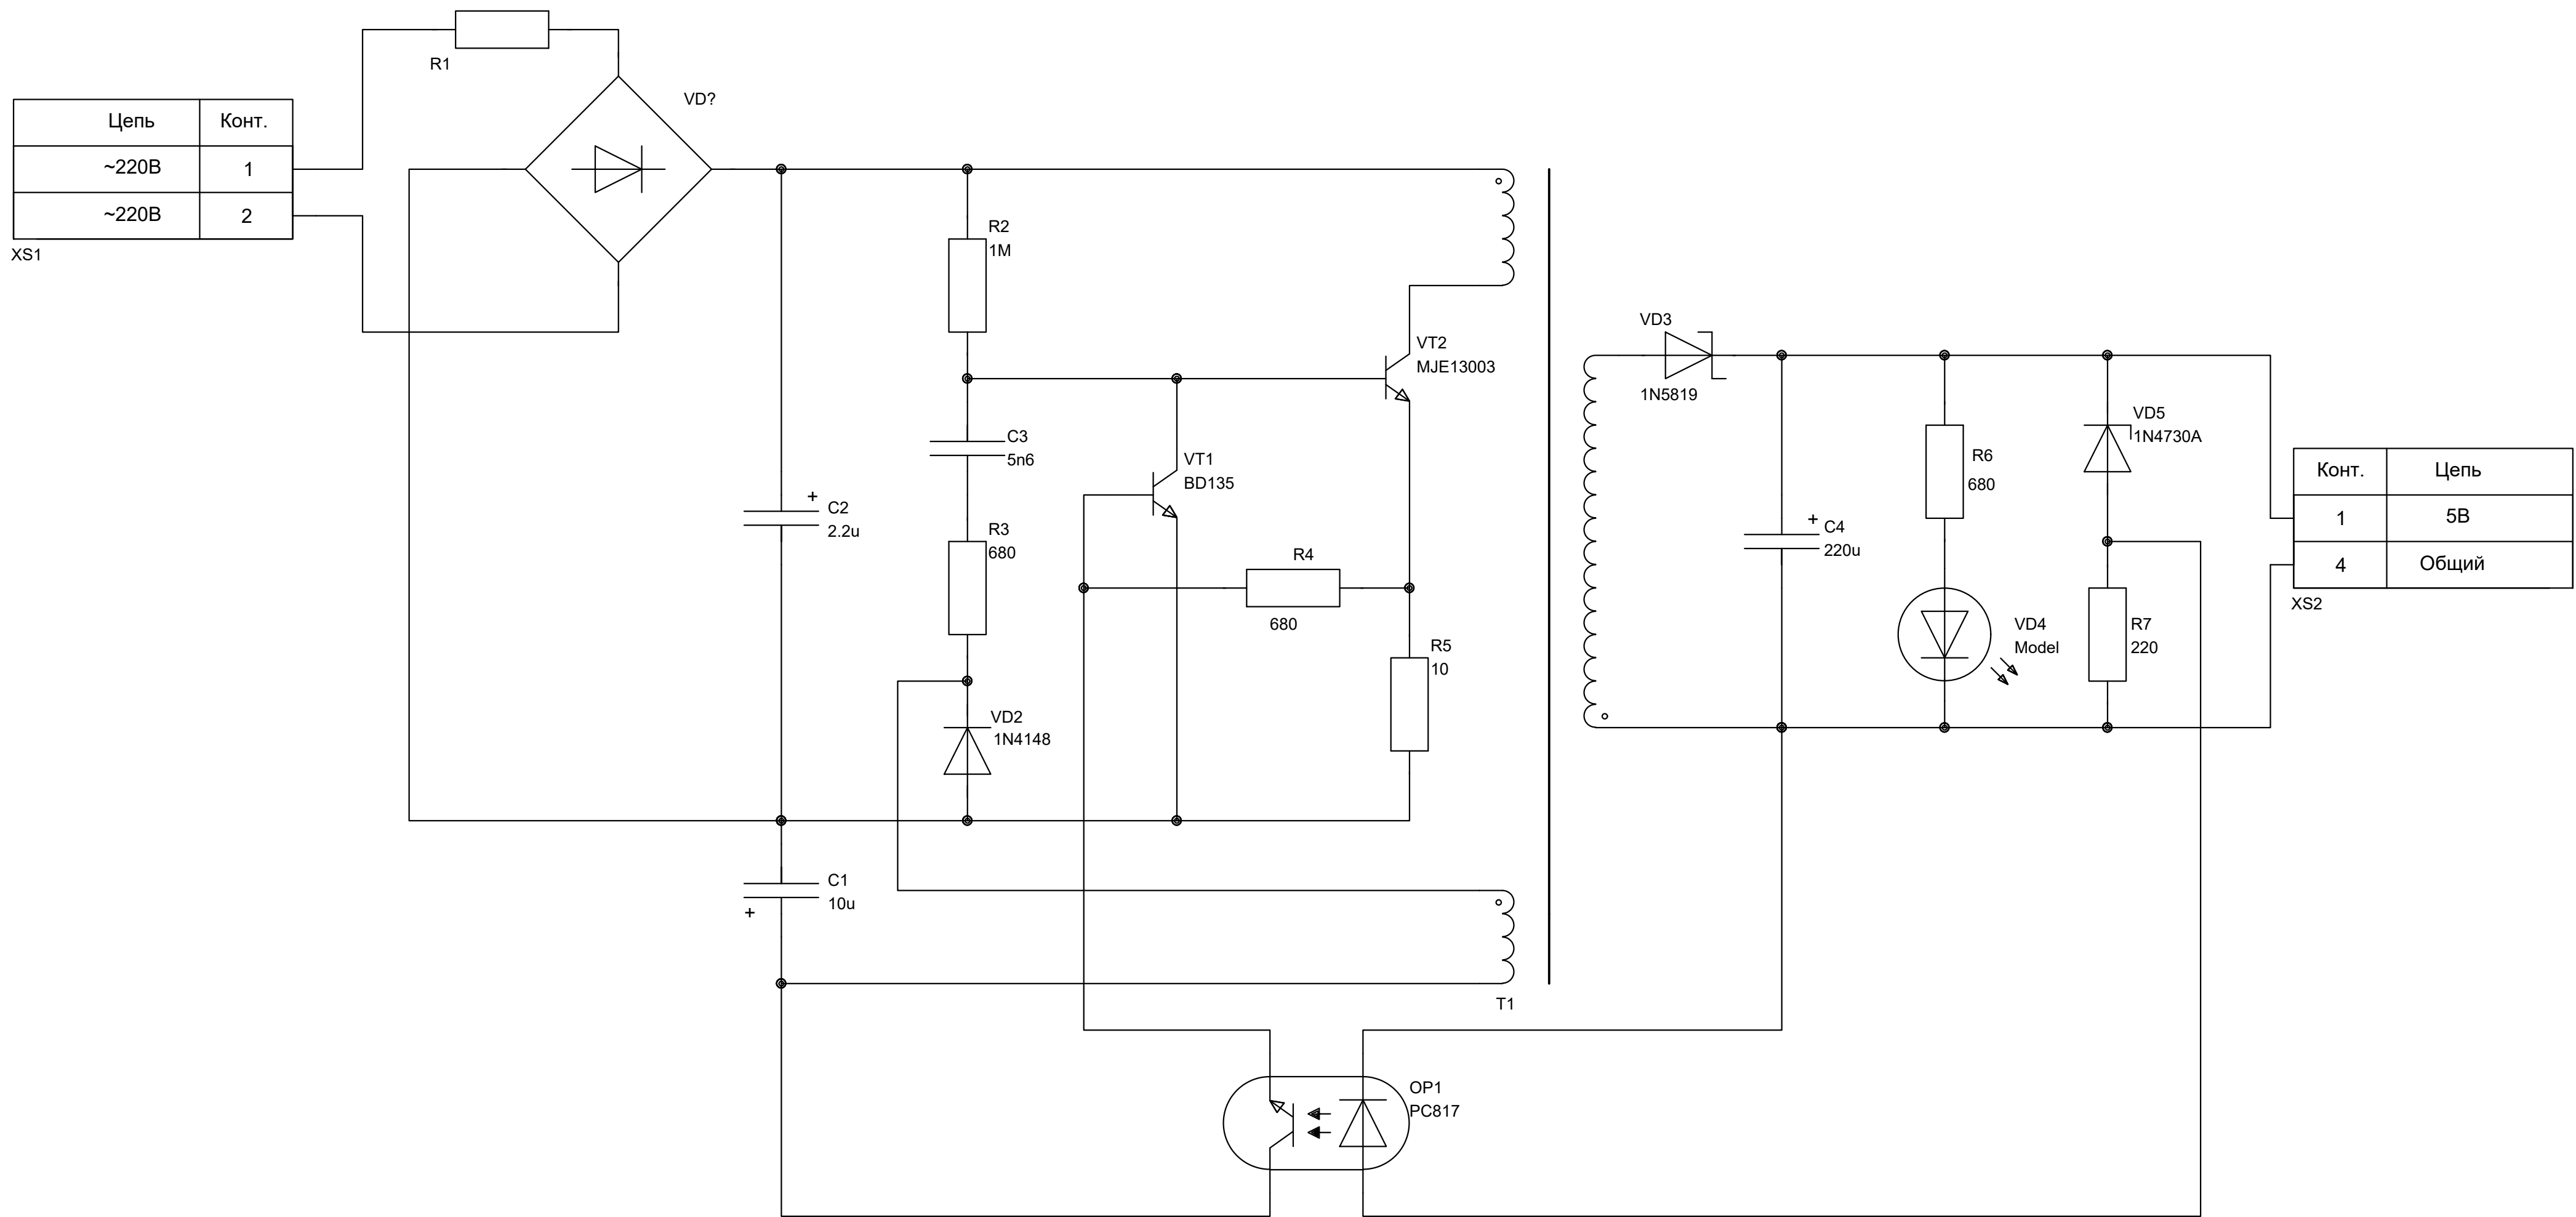 R1
VD?
Цепь Конт.
~220В 1
~220В 2
XS1
R2
1M
VT2
MJE13003
VD3
1N5819
C3
5n6
VT1
BD135
+
C2
2.2u
R3
680
R4
680
R5
10
VD2
1N4148
+
C4
220u
R6
680
VD5
1N4730A
VD4
Model
R7
220
Конт. Цепь
1 5В
4 Общий
XS2
C1
10u
+
T1
OP1
PC817